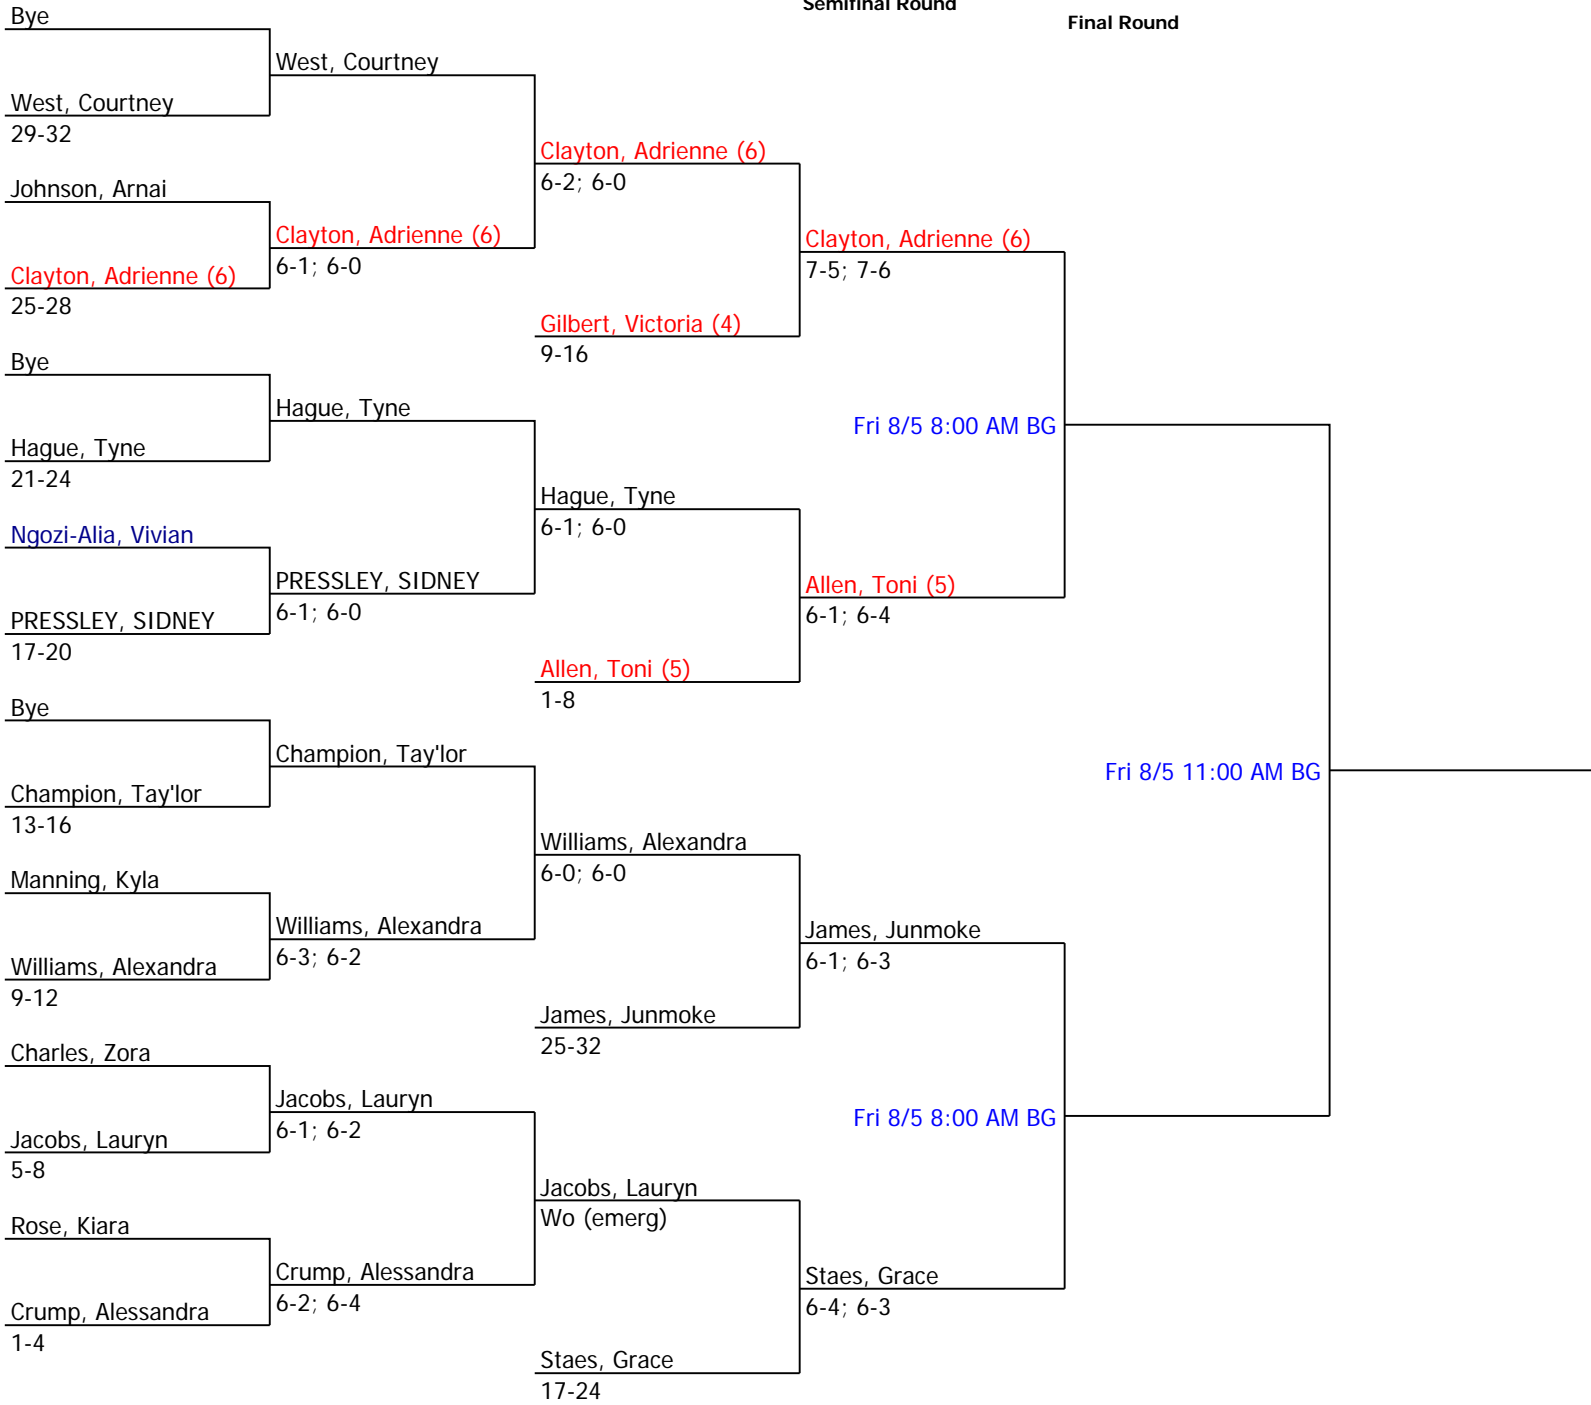 Semifinal Round
Final Round
Bye
West, Courtney
West, Courtney
29-32
Clayton, Adrienne (6)
6-2; 6-0
Johnson, Arnai
Clayton, Adrienne (6)
6-1; 6-0
Clayton, Adrienne (6)
7-5; 7-6
Clayton, Adrienne (6)
25-28
Gilbert, Victoria (4)
9-16
Bye
Hague, Tyne
Fri 8/5 8:00 AM BG
Hague, Tyne
21-24
Hague, Tyne
6-1; 6-0
Ngozi-Alia, Vivian
PRESSLEY, SIDNEY
6-1; 6-0
Allen, Toni (5)
6-1; 6-4
PRESSLEY, SIDNEY
17-20
Allen, Toni (5)
1-8
Bye
Champion, Tay'lor
Fri 8/5 11:00 AM BG
Champion, Tay'lor
13-16
Williams, Alexandra
6-0; 6-0
Manning, Kyla
Williams, Alexandra
6-3; 6-2
James, Junmoke
6-1; 6-3
Williams, Alexandra
9-12
James, Junmoke
25-32
Charles, Zora
Jacobs, Lauryn
6-1; 6-2
Fri 8/5 8:00 AM BG
Jacobs, Lauryn
5-8
Jacobs, Lauryn
Wo (emerg)
Rose, Kiara
Crump, Alessandra
6-2; 6-4
Staes, Grace
6-4; 6-3
Crump, Alessandra
1-4
Staes, Grace
17-24